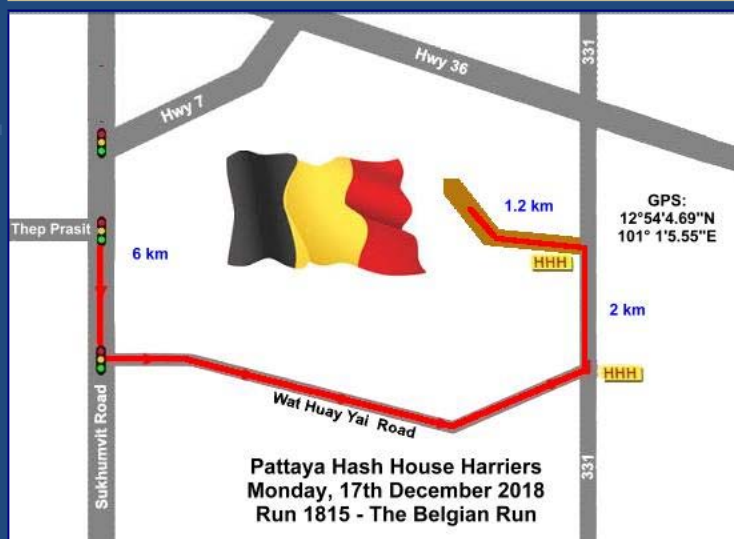 Hwy 36
331
Hwy 7
Thep Prasit
6 km
1.2 km
GPS:
12°54'4.69"N
101° 1'5.55"E
HHH
2 km
HHH
Sukhumvit Road
Wat Huay Yai Road
331
Pattaya Hash House Harriers
Monday, 17th December 2018
Run 1815 - The Belgian Run